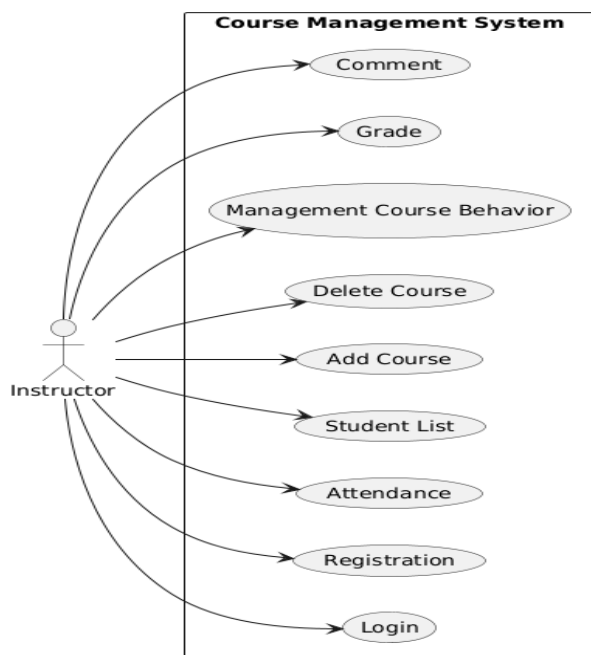 Course Management System
Comment
Grade
Management Course Behavior
Delete Course
Add Course
Instructor
Student List
Attendance
Registration
Login